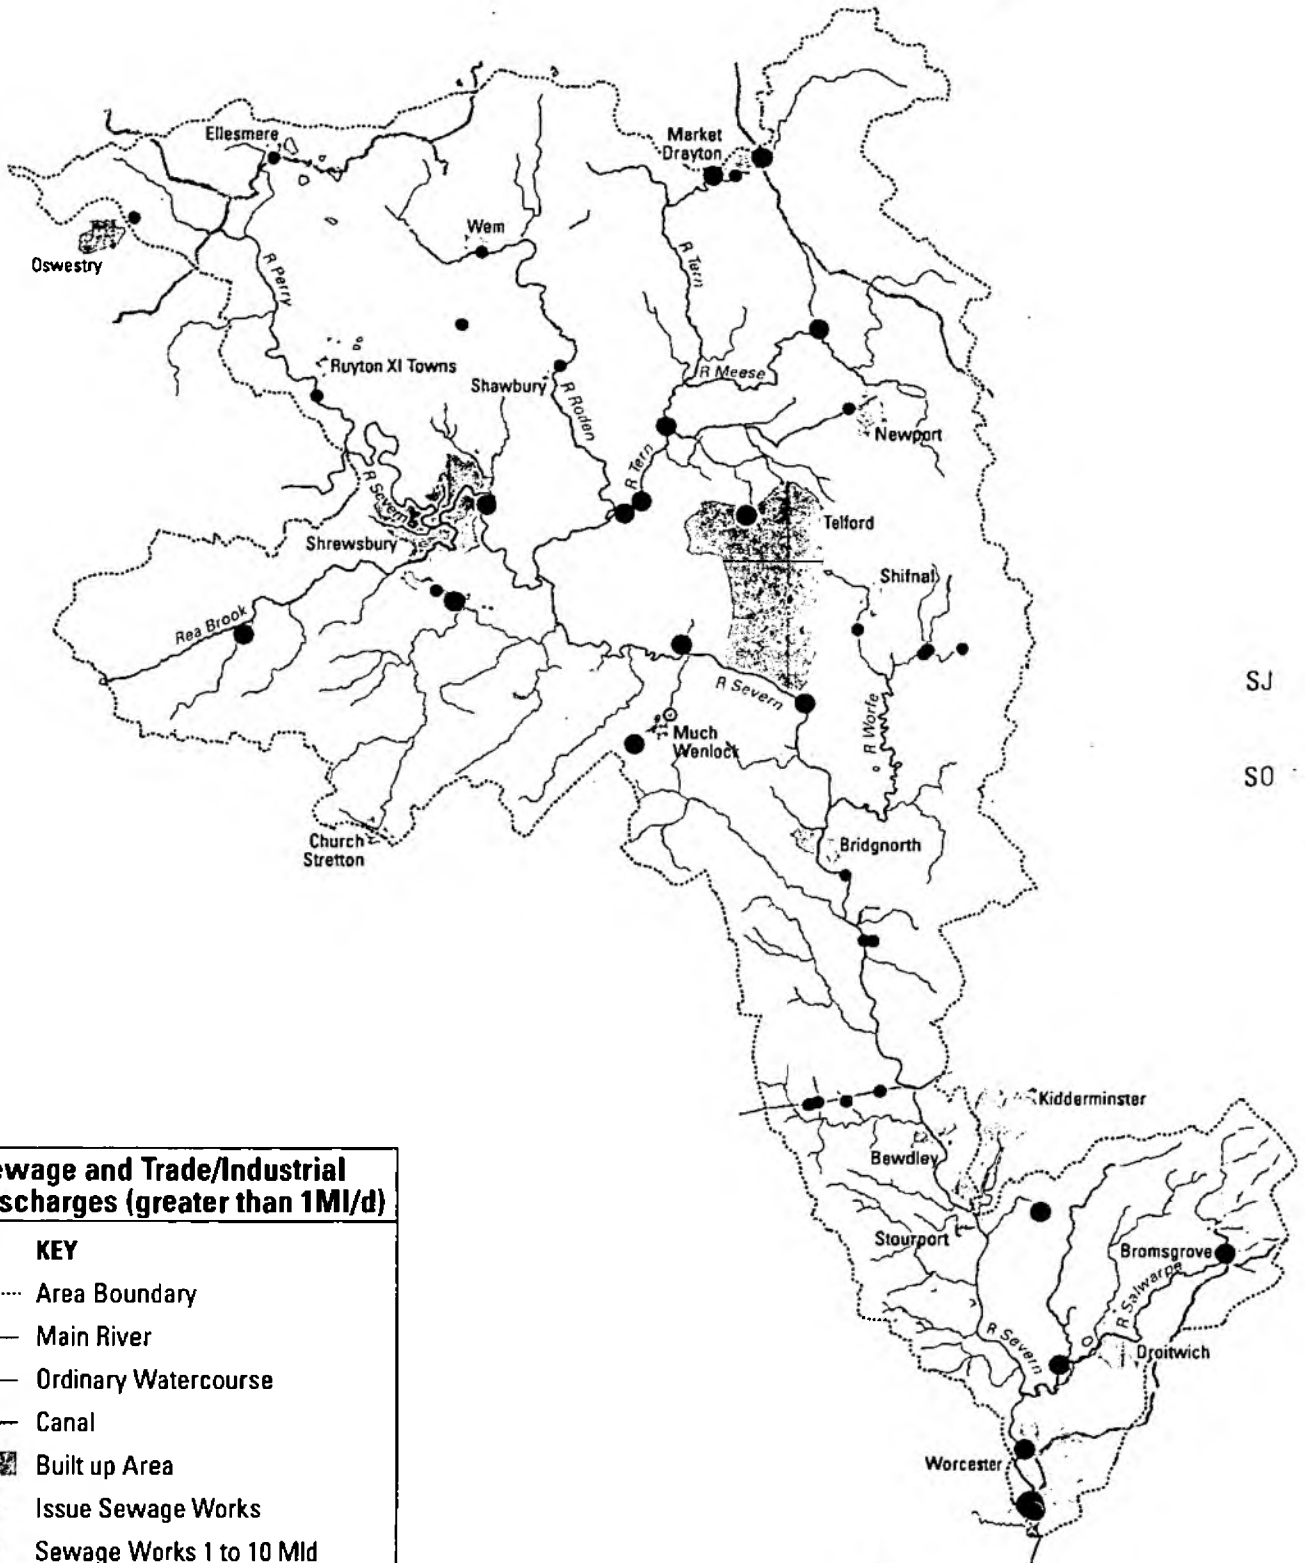 Ellesmere
Market
Drayton
Wem
Oswestry
R Perry
R Tern
Ruyton XI Towns
Shawbury
R Roden
R Meese
Newport
R Tern
R Severn
Telford
Shrewsbury
Shifnal
Rea Brook
R Severn
R Worfe
Much
Wenlock
SJ
SO
Church
Stretton
Bridgnorth
Kidderminster
Bewdley
Stourport
Bromsgrove
R Salwarpe
R Severn
Droitwich
Worcester
ewage and Trade/Industrial
scharges (greater than 1Ml/d)
KEY
Area Boundary
Main River
Ordinary Watercourse
Canal
Built up Area
Issue Sewage Works
Sewage Works 1 to 10 Mld